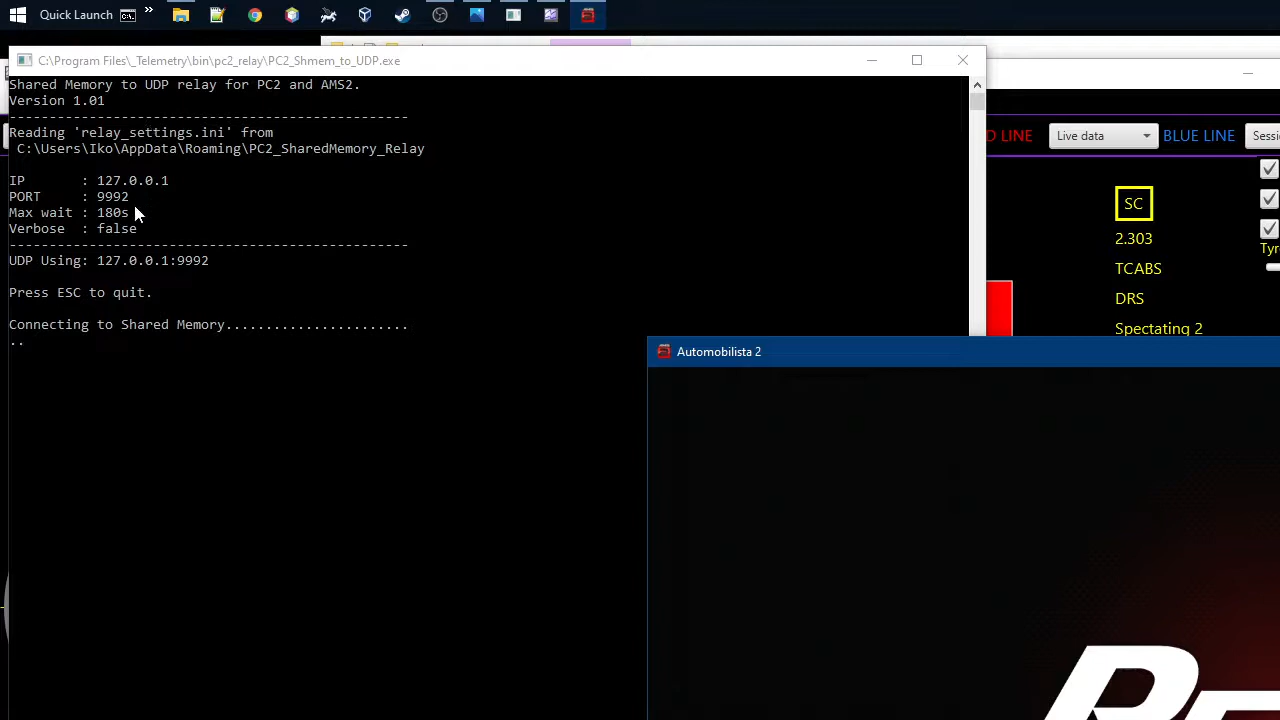 Quick Launch
C:\Program Files\_Telemetry\bin\pc2_relay\PC2_Shmem_to_UDP.exe
Shared Memory to UDP relay for PC2 and AMS2.
Version 1.01
--------------------------------------------------
Reading 'relay_settings.ini' from
C:\Users\Iko\AppData\Roaming\PC2_SharedMemory_Relay
IP : 127.0.0.1
PORT : 9992
Max wait : 180s
Verbose : false
--------------------------------------------------
UDP Using: 127.0.0.1:9992
Press ESC to quit.
Connecting to Shared Memory.......................
..
D LINE
Live data
BLUE LINE
Sessi
SC
2.303
TCABS
DRS
Spectating 2
Tyr
Automobilista 2